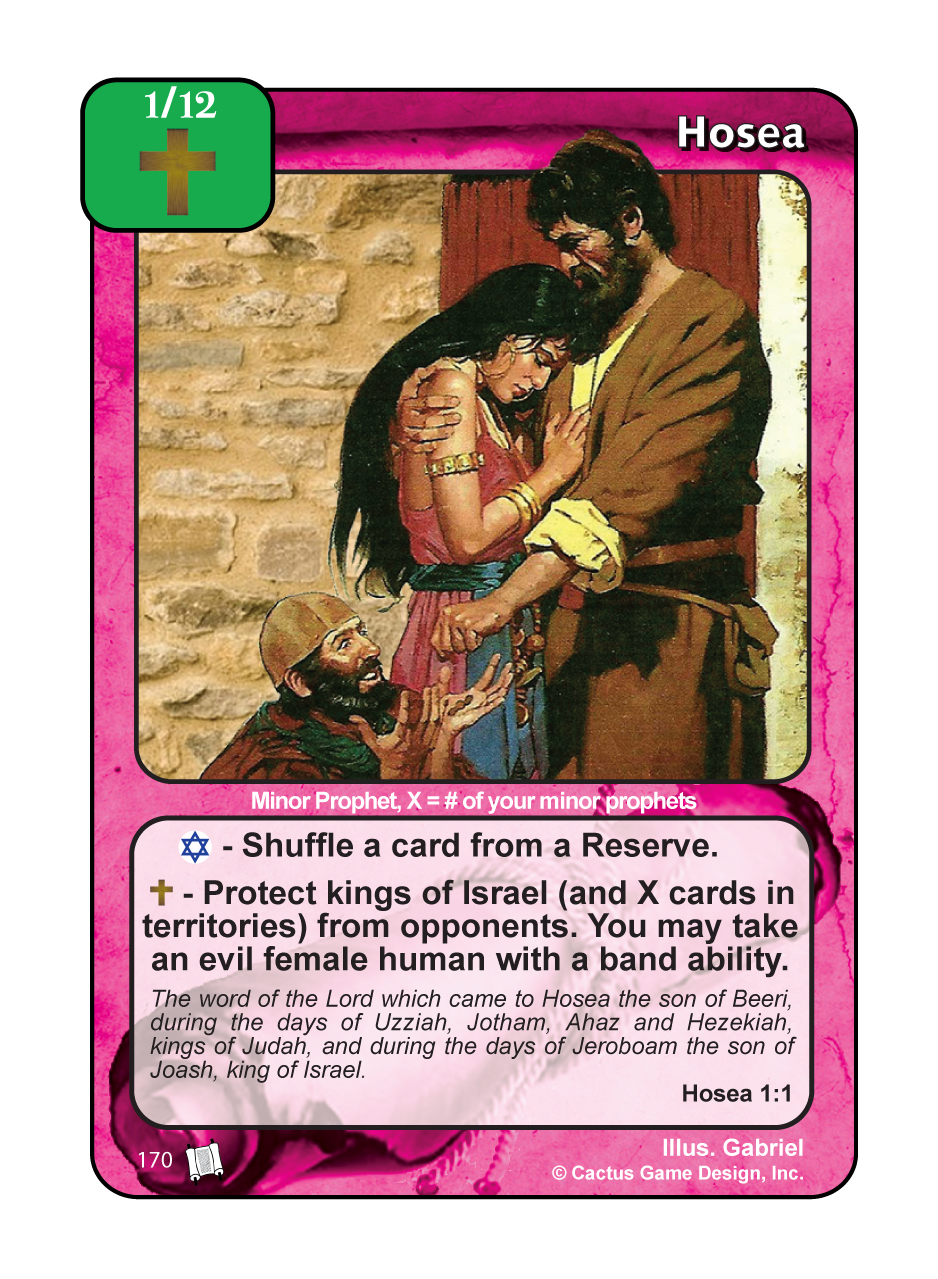 1/12
Hosea
Minor Prophet, X = # of your minor prophets
- Shuffle a card from a Reserve.
- Protect kings of Israel (and X cards in
territories) from opponents. You may take
an evil female human with a band ability.
The word of the Lord which came to Hosea the son of Beeri,
during the days of Uzziah, Jotham, Ahaz and Hezekiah,
kings of Judah, and during the days of Jeroboam the son of
Joash, king of Israel.
Hosea 1:1
170
Illus. Gabriel
© Cactus Game Design, Inc.